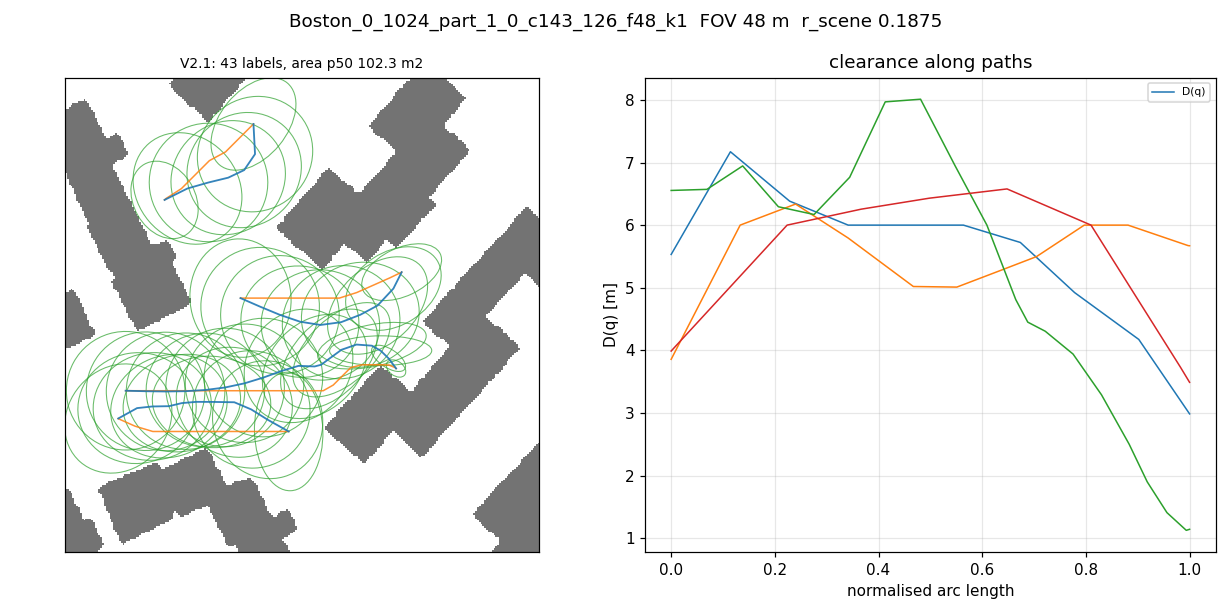 Boston_0_1024_part_1_0_c143_126_f48_k1  FOV 48 m  r_scene 0.1875
V2.1: 43 labels, area p50 102.3 m2
clearance along paths
D(q)
8
7
6
5
4
3
2
1
D(q) [m]
0.0 0.2 0.4 0.6 0.8 1.0
normalised arc length